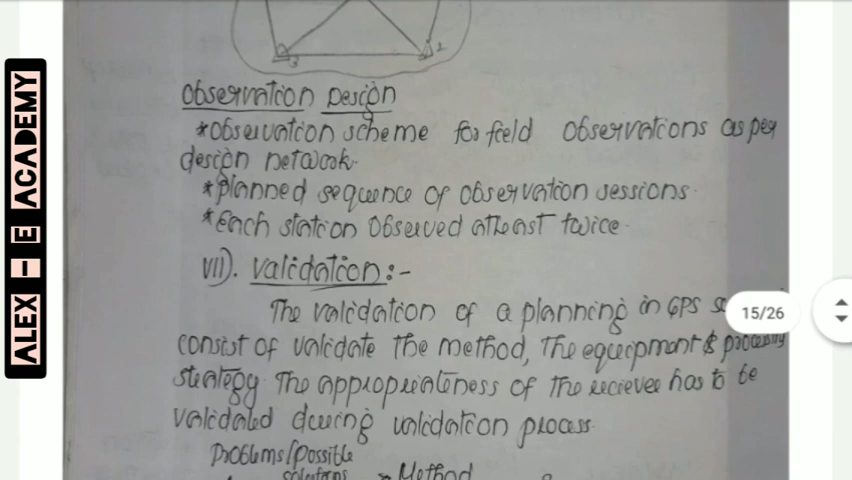 ALEX - E ACADEMY
3
2
Observation Design
*Observation scheme for field observations as per
design network.
*Planned sequence of observation sessions.
*Each station Observed atleast twice.
VII). Validation:-
The validation of a planning in GPS
15/26
consist of validate the method, The equipment & processing
strategy. The appropriateness of the reciever has to be
validated during validation process.
Problems/possible
solutions
Method